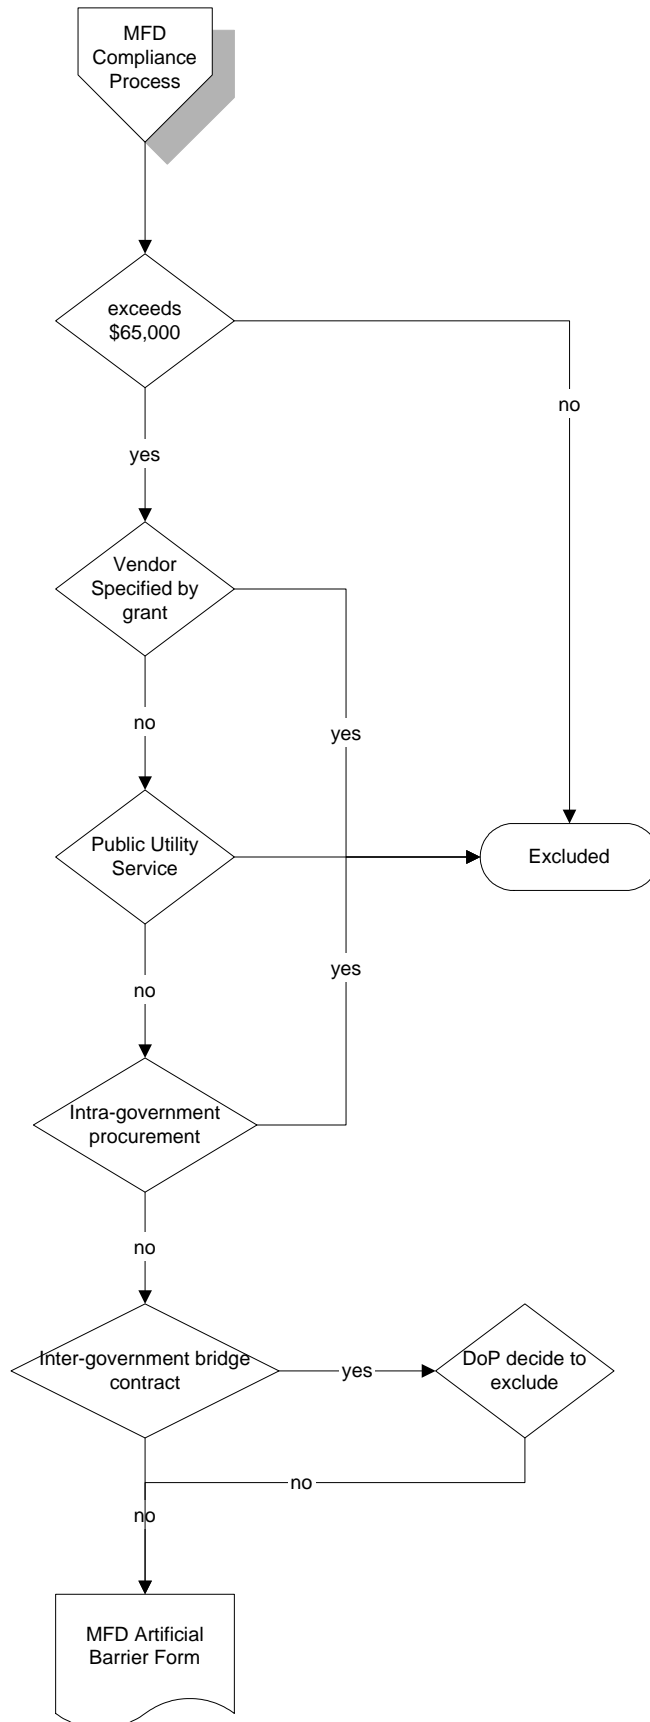 MFD
Compliance
Process
exceeds
$65,000
no
yes
Vendor
Specified by
grant
no
yes
Public Utility
Service
Excluded
yes
no
Intra-government
procurement
no
Inter-government bridge
contract
yes
DoP decide to
exclude
no
no
MFD Artificial
Barrier Form